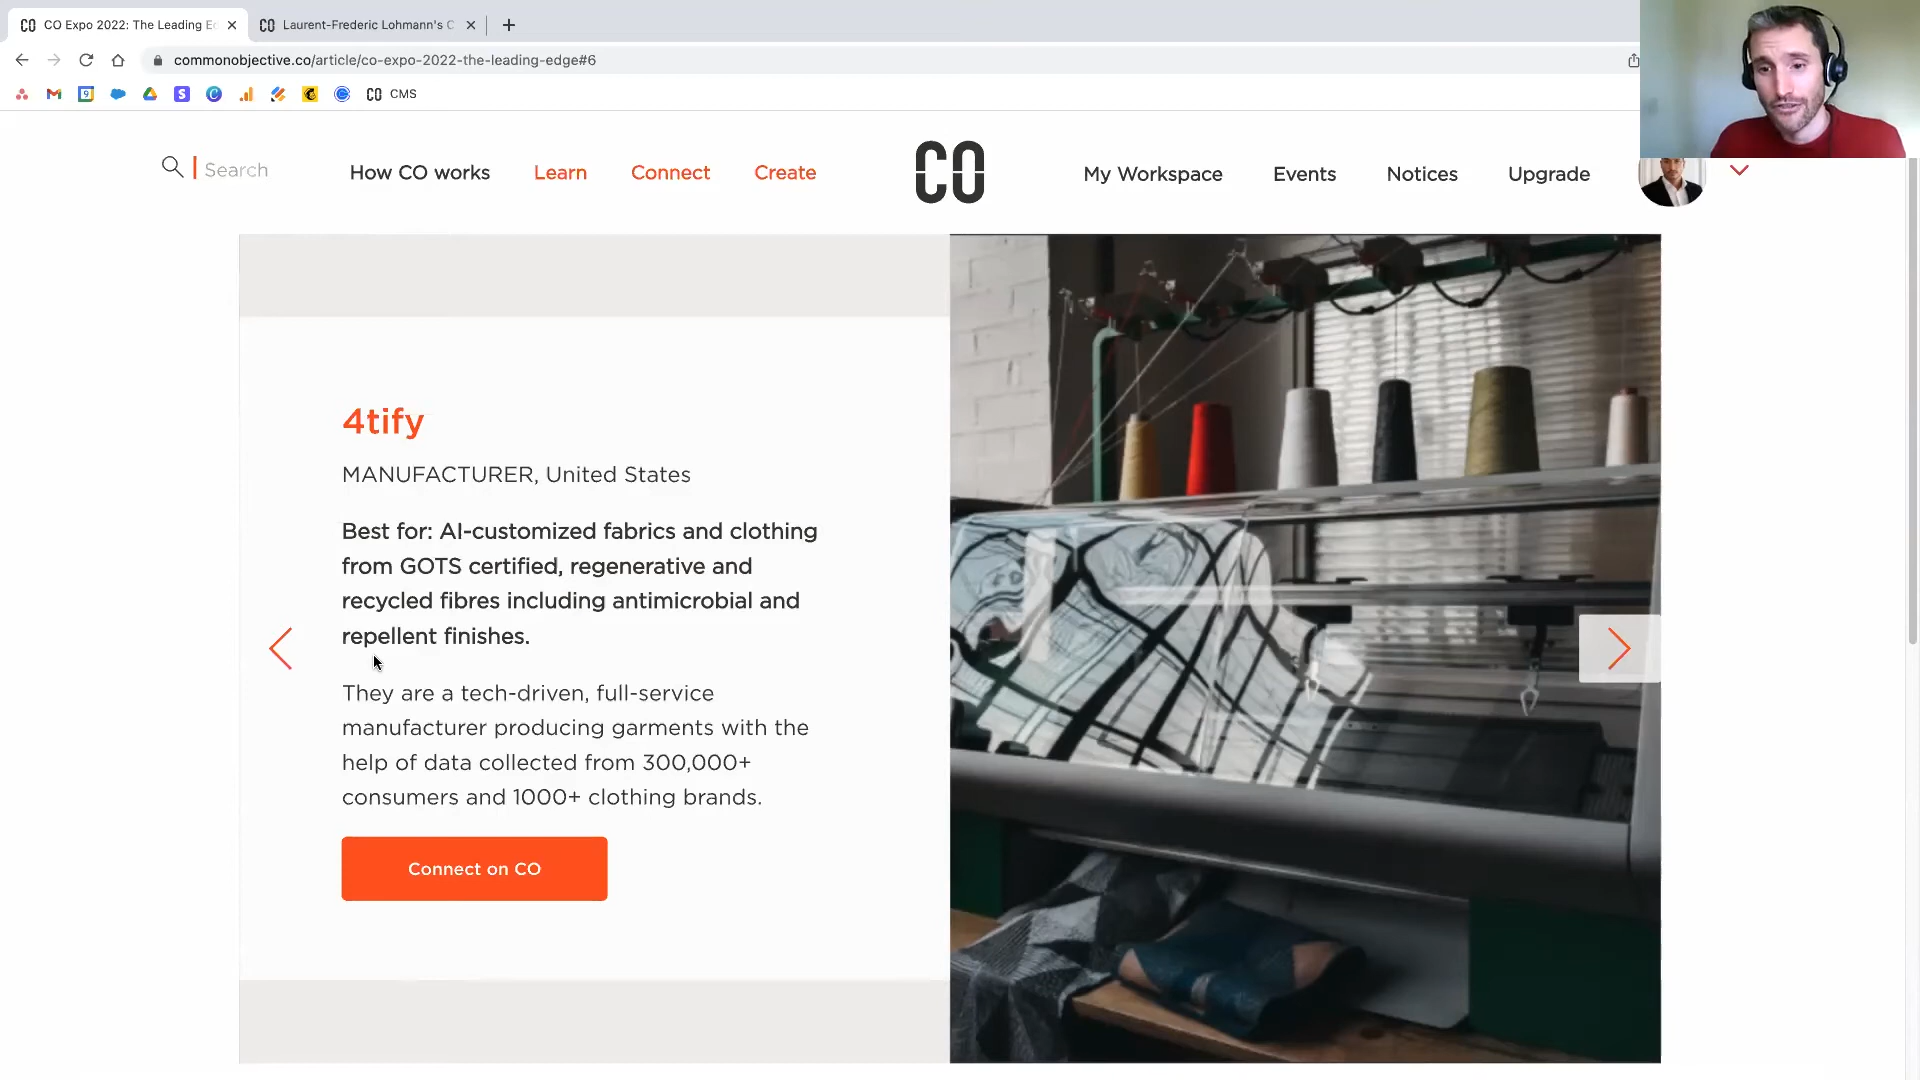 CO Expo 2022: The Leading E
Laurent-Frederic Lohmann's C
commonobjective.co/article/co-expo-2022-the-leading-edge#6
CMS
Search
How CO works
Learn
Connect
Create
CO
My Workspace
Events
Notices
Upgrade
4tify
MANUFACTURER, United States
Best for: AI-customized fabrics and clothing
from GOTS certified, regenerative and
recycled fibres including antimicrobial and
repellent finishes.
They are a tech-driven, full-service
manufacturer producing garments with the
help of data collected from 300,000+
consumers and 1000+ clothing brands.
Connect on CO